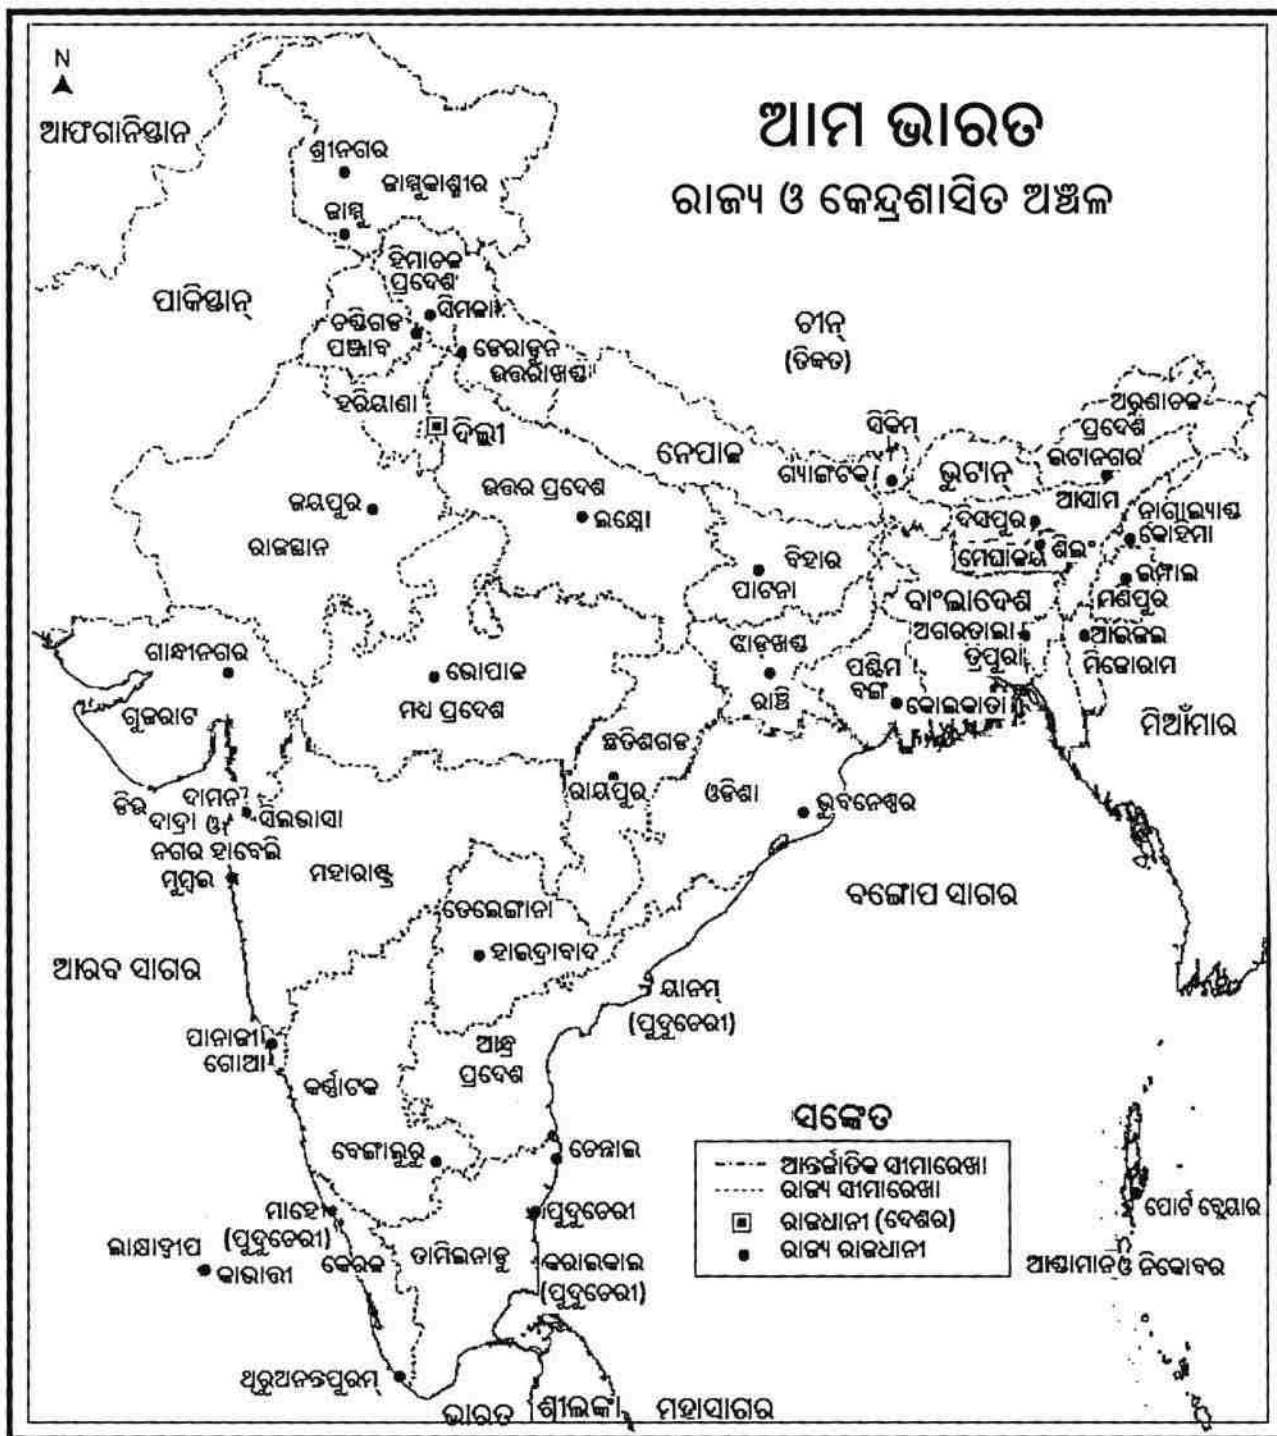 N
ଆମ ଭାରତ
ରାଜ୍ୟ ଓ କେନ୍ଦ୍ରଶାସିତ ଅଞ୍ଚଳ
ଆଫଗାନିସ୍ତାନ
ଶ୍ରୀନଗର
ଜାମ୍ମୁକାଶ୍ମୀର
ଜାମ୍ମୁ
ହିମାଚଳ
ପ୍ରଦେଶ
ପାକିସ୍ତାନ୍
ସିମଳା
ଚଣ୍ଡିଗଡ
ପଞ୍ଜାବ
ଡେରାଡୁନ
ଉତ୍ତରାଖଣ୍ଡ
ଚୀନ୍
(ତିବ୍ବତ)
ହରିୟାଣା
ଦିଲ୍ଲୀ
ନେପାଳ
ସିକିମ
ଗ୍ୟାଙ୍ଗଟକ
ଭୁଟାନ୍
ଅରୁଣାଚଳ
ପ୍ରଦେଶ
ଇଟାନଗର
ଆସାମ
ଉତ୍ତର ପ୍ରଦେଶ
ଲକ୍ଷ୍ନୋ
ଜୟପୁର
ରାଜସ୍ଥାନ
ଦିସପୁର
ନାଗାଲ୍ୟାଣ୍ଡ
କୋହିମା
ମେଘାଳୟ
ଶିଲଂ
ବିହାର
ପାଟନା
ଇମ୍ଫାଲ
ମଣିପୁର
ବାଂଲାଦେଶ
ଅଗରତାଲା
ତ୍ରିପୁରା
ଆଇଜଲ
ମିଜୋରାମ
ଗାନ୍ଧୀନଗର
ଗୁଜରାଟ
ଭୋପାଳ
ମଧ୍ୟ ପ୍ରଦେଶ
ଝାଡ଼ଖଣ୍ଡ
ରାଞ୍ଚି
ପଶ୍ଚିମ
ବଙ୍ଗ
କୋଲକାତା
ମିଆଁମାର
ଛତିଶଗଡ
ରାୟପୁର
ଓଡିଶା
ଭୁବନେଶ୍ୱର
ଡିଉ
ଦାମନ
ଦାଦ୍ରା ଓ
ସିଲଭାସା
ନଗର ହାବେଲି
ମୁମ୍ବଇ
ମହାରାଷ୍ଟ୍ର
ବଙ୍ଗୋପ ସାଗର
ତେଲେଙ୍ଗାନା
ହାଇଦ୍ରାବାଦ
ଆରବ ସାଗର
ୟାନମ୍
(ପୁଦୁଚେରୀ)
ପାନାଜୀ
ଗୋଆ
କର୍ଣ୍ଣାଟକ
ଆନ୍ଧ୍ର
ପ୍ରଦେଶ
ବେଙ୍ଗାଲୁରୁ
ଚେନ୍ନାଇ
ସଙ୍କେତ
ଆନ୍ତର୍ଜାତିକ ସୀମାରେଖା
ରାଜ୍ୟ ସୀମାରେଖା
ରାଜଧାନୀ (ଦେଶର)
ରାଜ୍ୟ ରାଜଧାନୀ
ପୋର୍ଟ ବ୍ଲେୟାର
ଆଣ୍ଡାମାନ ଓ ନିକୋବର
ମାହେ
(ପୁଦୁଚେରୀ)
ପୁଦୁଚେରୀ
ଲାକ୍ଷାଦ୍ୱୀପ
କାଭାତ୍ତୀ
କେରଳ
ତାମିଲନାଡୁ
କରାଇକାଲ
(ପୁଦୁଚେରୀ)
ଥିରୁଅନନ୍ତପୁରମ୍
ଭାରତ
ଶ୍ରୀଲଙ୍କା
ମହାସାଗର